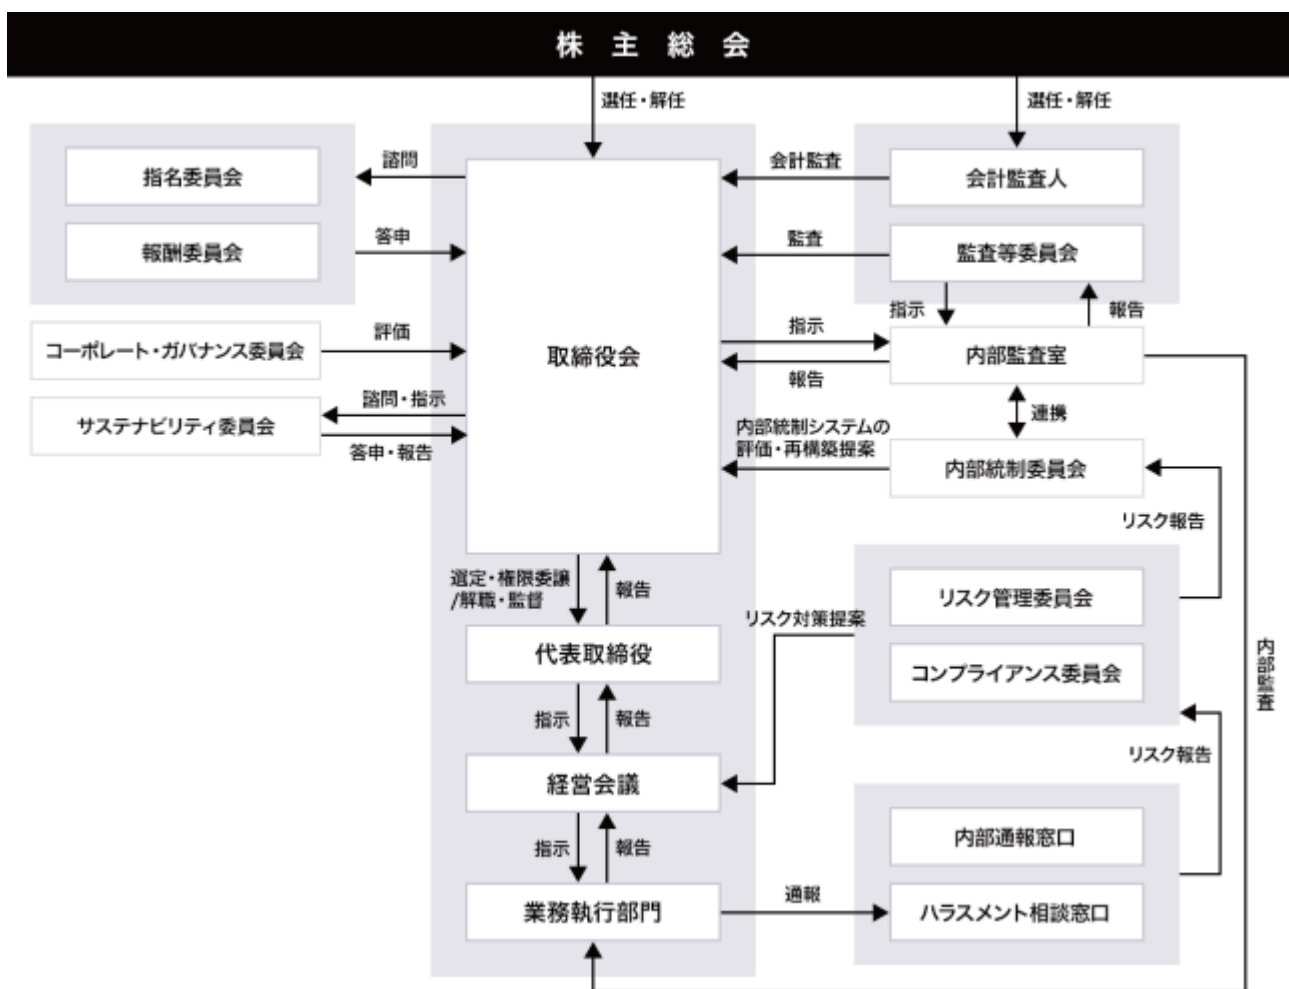 株主総会
選任・解任
選任・解任
指名委員会
報酬委員会
諮問
答申
コーポレート・ガバナンス委員会
評価
サステナビリティ委員会
諮問・指示
答申・報告
取締役会
会計監査
会計監査人
監査
監査等委員会
指示
報告
指示
報告
内部監査室
連携
内部統制システムの
評価・再構築提案
内部統制委員会
リスク報告
選定・権限委譲
/解職・監督
報告
代表取締役
リスク対策提案
リスク管理委員会
コンプライアンス委員会
内部監査
指示
報告
経営会議
リスク報告
指示
報告
内部通報窓口
業務執行部門
通報
ハラスメント相談窓口